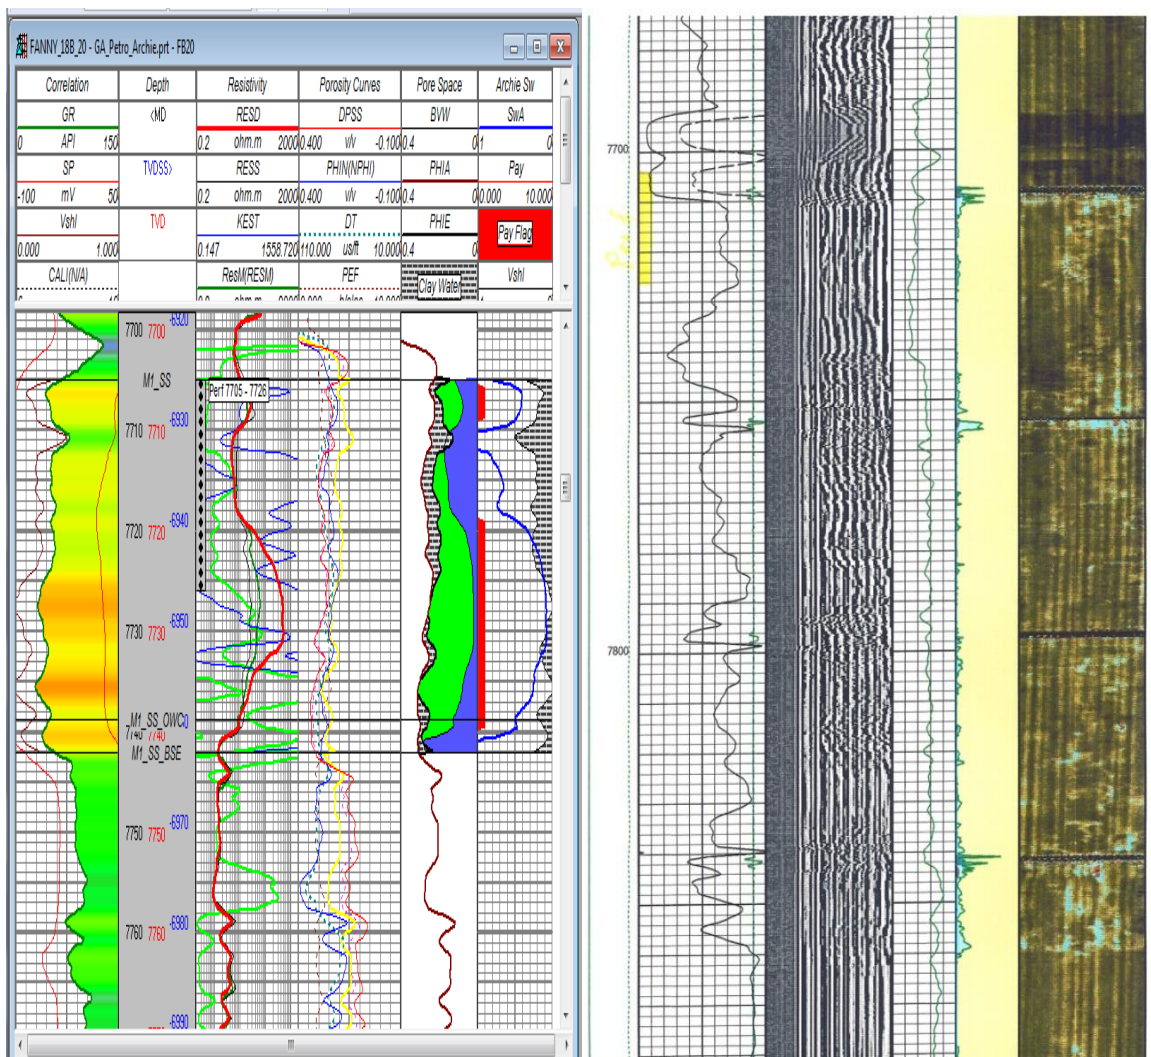 FANNY_18B_20 - GA_Petro_Archie.prt - FB20
Correlation Depth Resistivity Porosity Curves Pore Space Archie Sw
GR <MD RESD DPSS BVW SwA
0 API 150 0.2 ohm.m 2000 0.400 v/v -0.100 0.4 0 1 0
SP TVDSS> RESS PHIN(NPHI) PHIA Pay
-100 mV 50 0.2 ohm.m 2000 0.400 v/v -0.100 0.4 0 0.000 10.000
Vshl TVD KEST DT PHIE Pay Flag
0.000 1.000 0.147 1558.720 110.000 us/ft 10.000 0.4 0
CALI(N/A) ResM(RESM) PEF Clay Water Vshl
7700 7700 -6920
M1_SS Perf 7705 - 7726
7710 7710 -6930
7720 7720 -6940
7730 7730 -6950
M1_SS_OWC
7740 7740
M1_SS_BSE
7750 7750 -6970
7760 7760 -6980
-6990
7700
7800